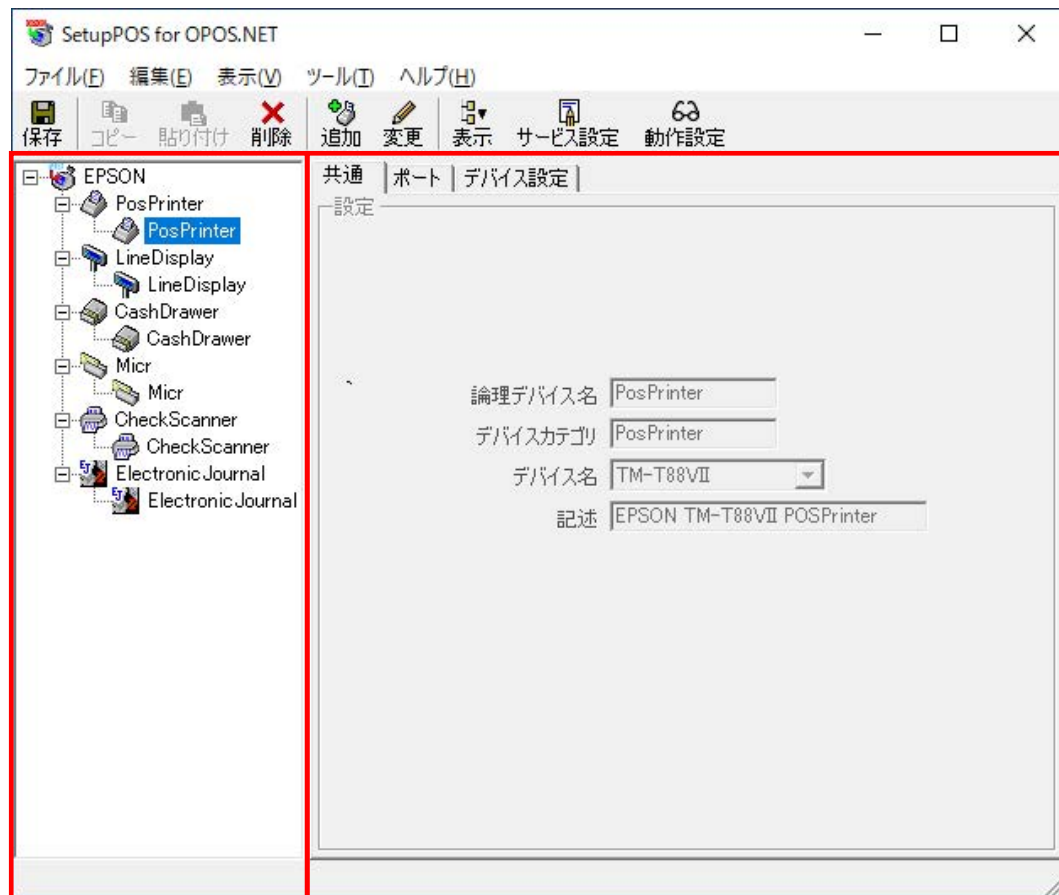 SetupPOS for OPOS.NET
ファイル(F) 編集(E) 表示(V) ツール(T) ヘルプ(H)
保存 コピー 貼り付け 削除 追加 変更 表示 サービス設定 動作設定
EPSON
PosPrinter
PosPrinter
LineDisplay
LineDisplay
CashDrawer
CashDrawer
Micr
Micr
CheckScanner
CheckScanner
ElectronicJournal
ElectronicJournal
共通 ポート デバイス設定
設定
論理デバイス名 PosPrinter
デバイスカテゴリ PosPrinter
デバイス名 TM-T88VII
記述 EPSON TM-T88VII POSPrinter